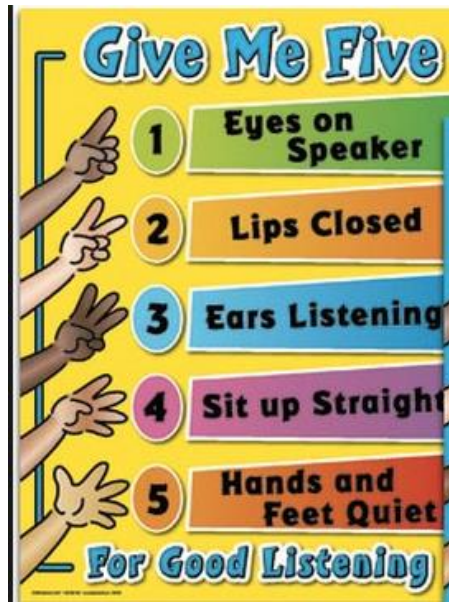 Give Me Five
1 Eyes on
Speaker
2 Lips Closed
3 Ears Listening
4 Sit up Straight
5 Hands and
Feet Quiet
For Good Listening